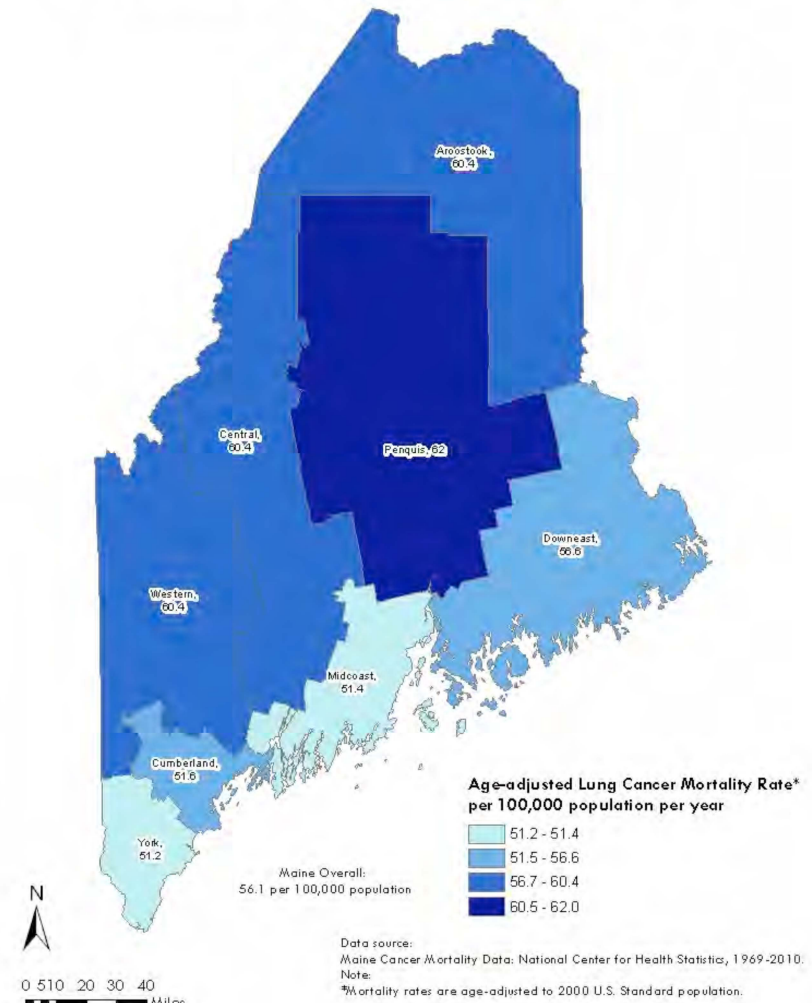 Aroostook,
60.4
Central,
60.4
Penquis, 62
Downeast,
56.6
Western,
60.4
Midcoast,
51.4
Cumberland,
51.6
York,
51.2
Age-adjusted Lung Cancer Mortality Rate*
per 100,000 population per year
51.2 - 51.4
51.5 - 56.6
56.7 - 60.4
60.5 - 62.0
Maine Overall:
56.1 per 100,000 population
N
Data source:
Maine Cancer Mortality Data: National Center for Health Statistics, 1969-2010.
Note:
*Mortality rates are age-adjusted to 2000 U.S. Standard population.
0 5 10 20 30 40
Miles